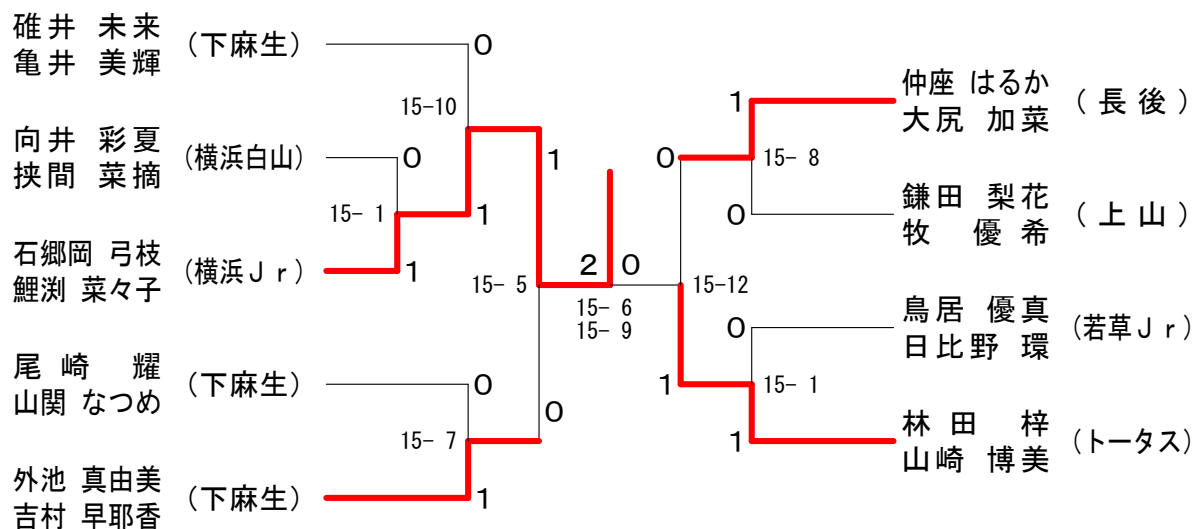 碓井 未来
亀井 美輝
(下麻生)
0
15-10
向井 彩夏
挟間 菜摘
(横浜白山)
0
15- 1
1
1
石郷岡 弓枝
鯉渕 菜々子
(横浜Ｊｒ)
1
15- 5
2
0
15- 6
15- 9
尾崎 耀
山関 なつめ
(下麻生)
0
15- 7
0
外池 真由美
吉村 早耶香
(下麻生)
1
仲座 はるか
大尻 加菜
(長後)
1
0
15- 8
鎌田 梨花
牧 優希
(上山)
0
15-12
鳥居 優真
日比野 環
(若草Ｊｒ)
0
1
15- 1
林田 梓
山崎 博美
(トータス)
1